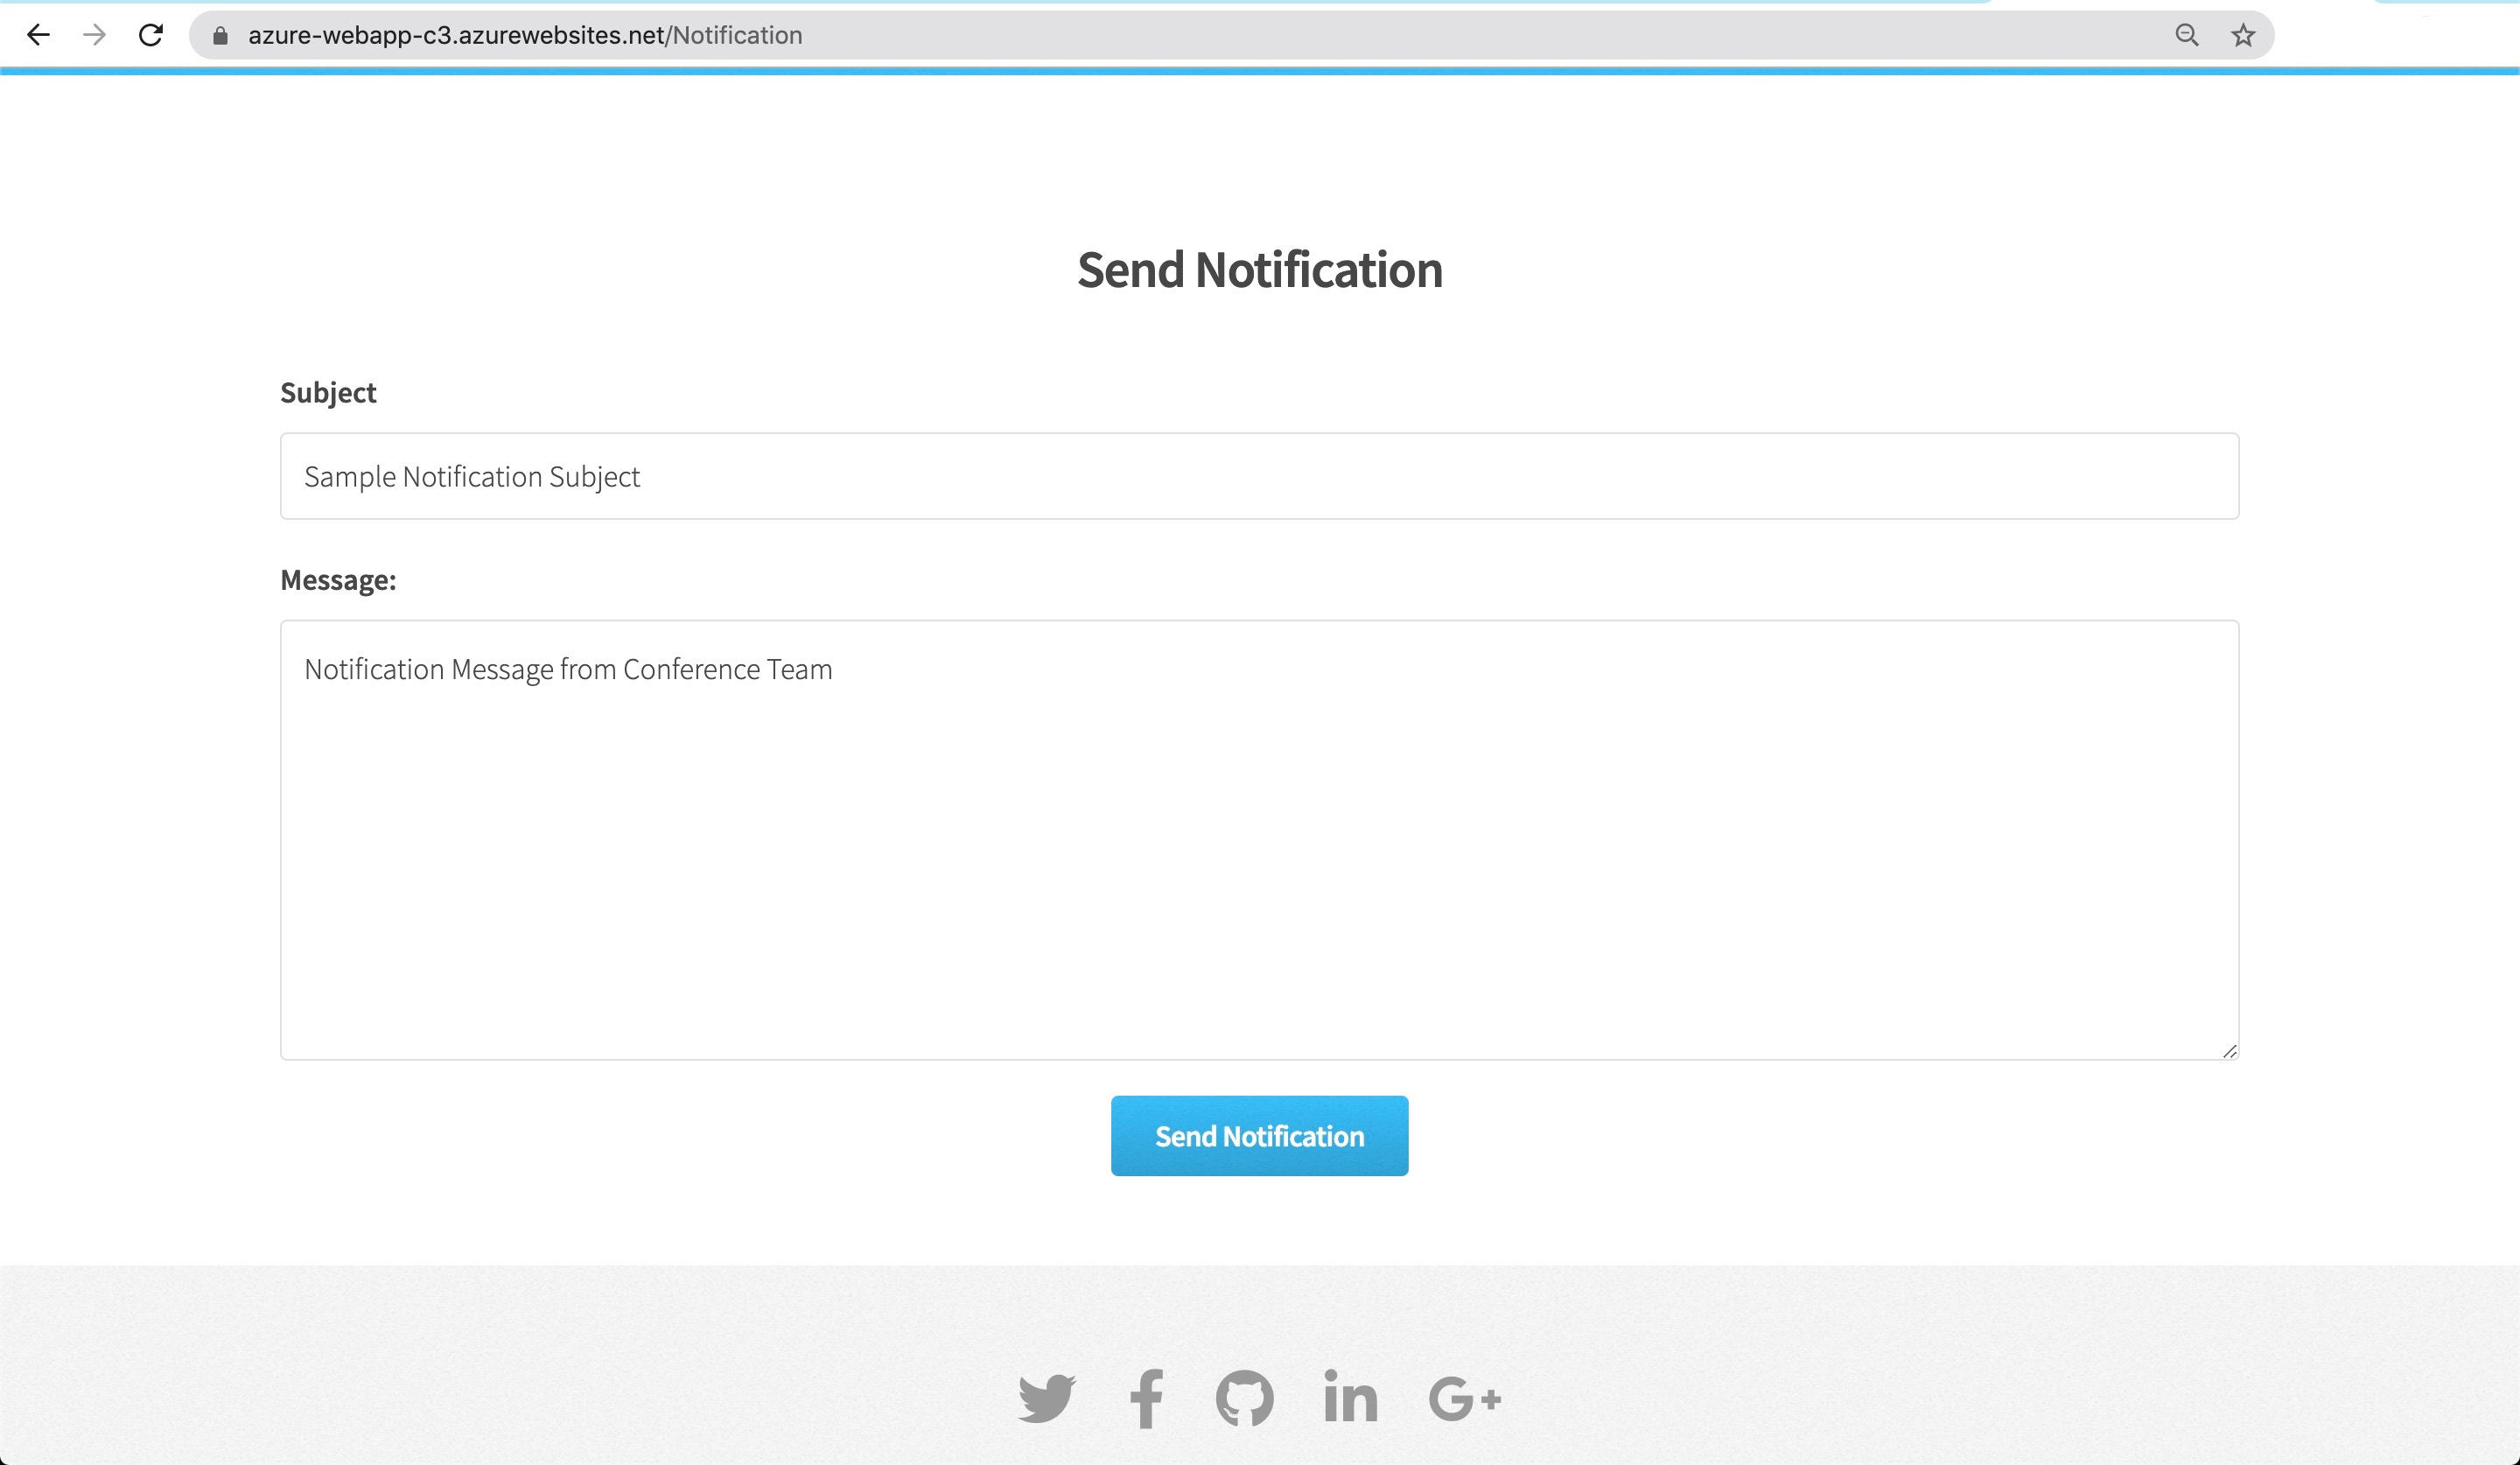 azure-webapp-c3.azurewebsites.net/Notification
Send Notification
Subject
Sample Notification Subject
Message:
Notification Message from Conference Team
Send Notification